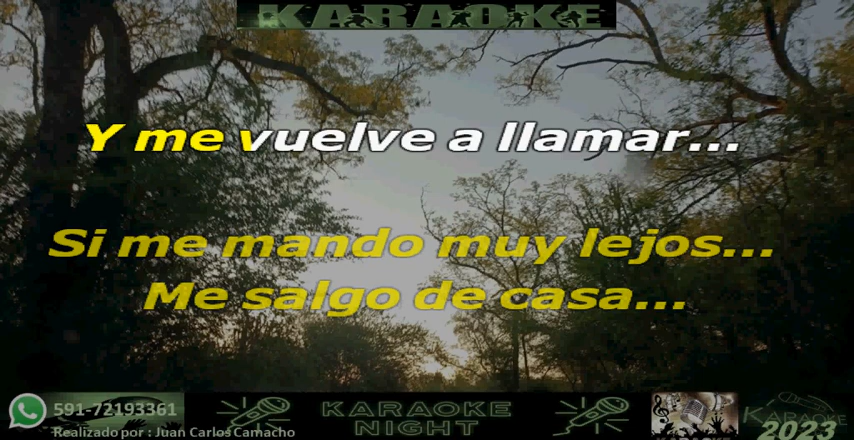 KARAOKE
Y me vuelve a llamar...
Si me mando muy lejos...
Me salgo de casa...
591-72193361
Realizado por : Juan Carlos Camacho
KARAOKE
NIGHT
KARAOKE
KARAOKE
2023